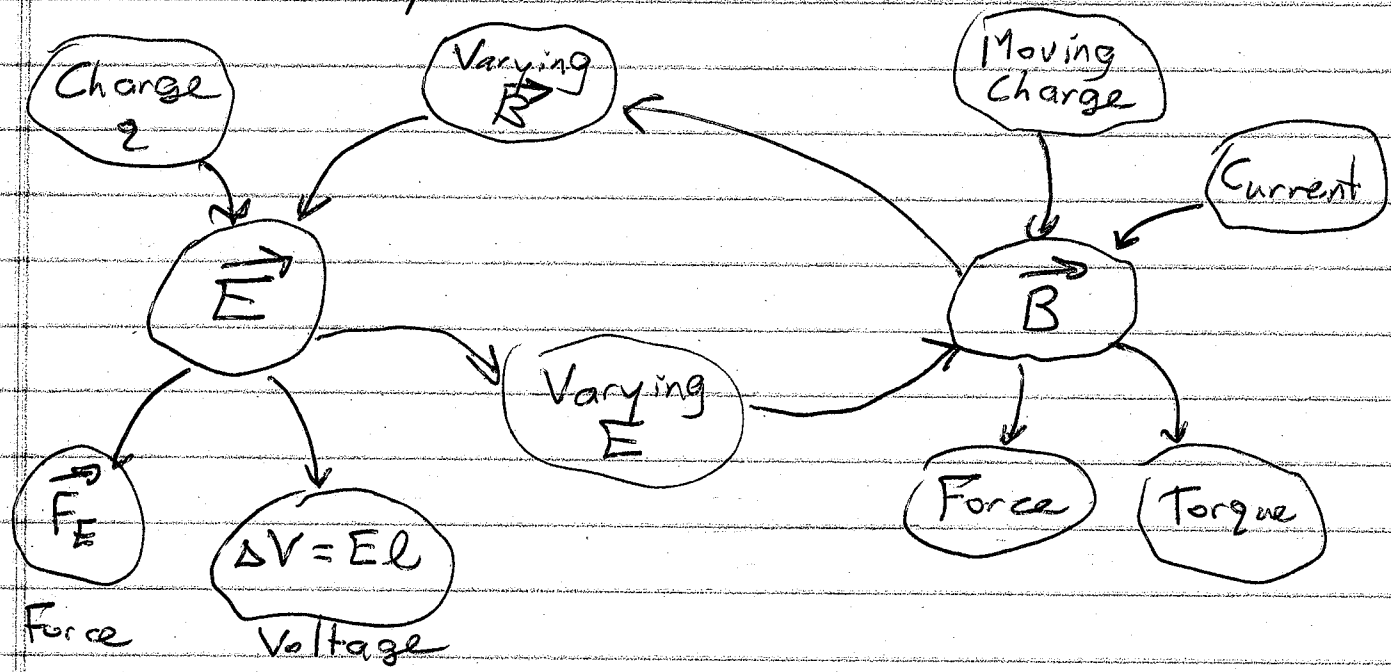 Charge
q
Varying
B
Moving
Charge
Current
E
B
Varying
E
F_E
Force
ΔV = El
Voltage
Force
Torque